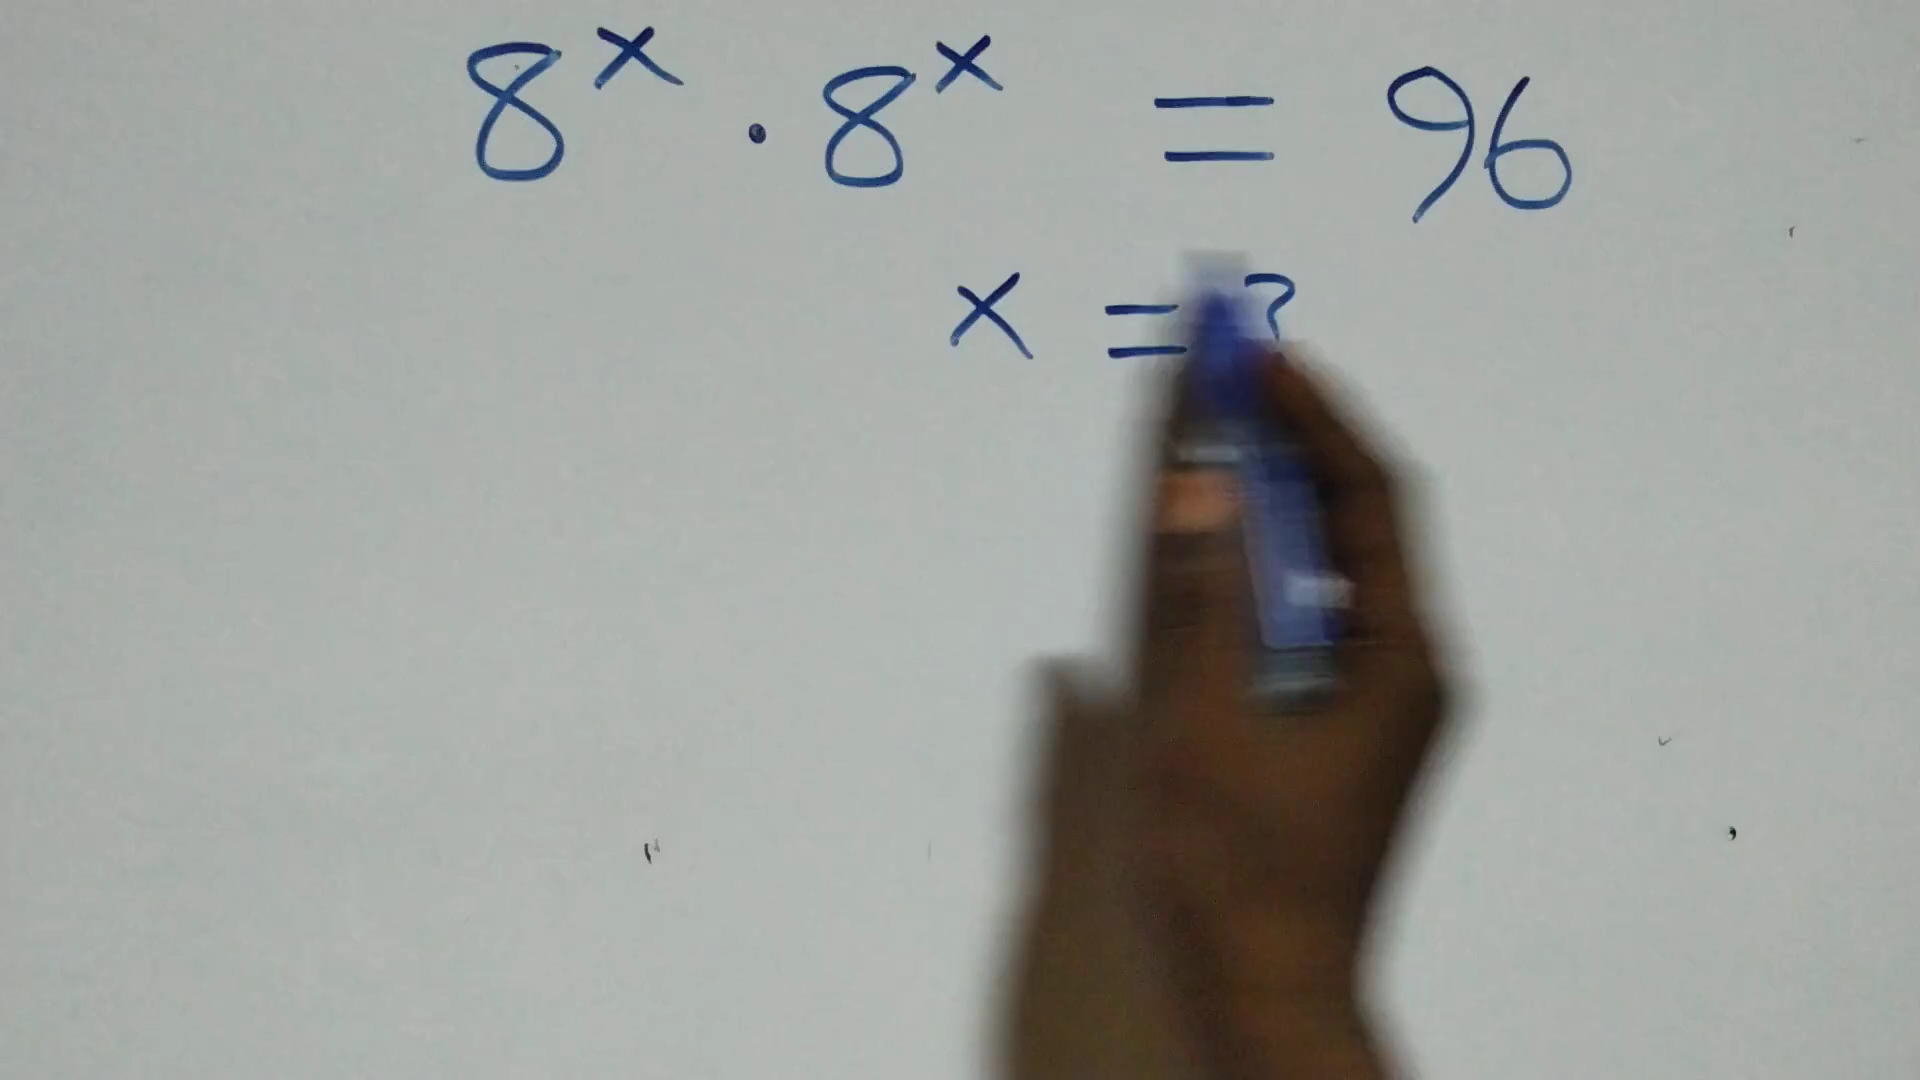 8^x · 8^x = 96
x = ?